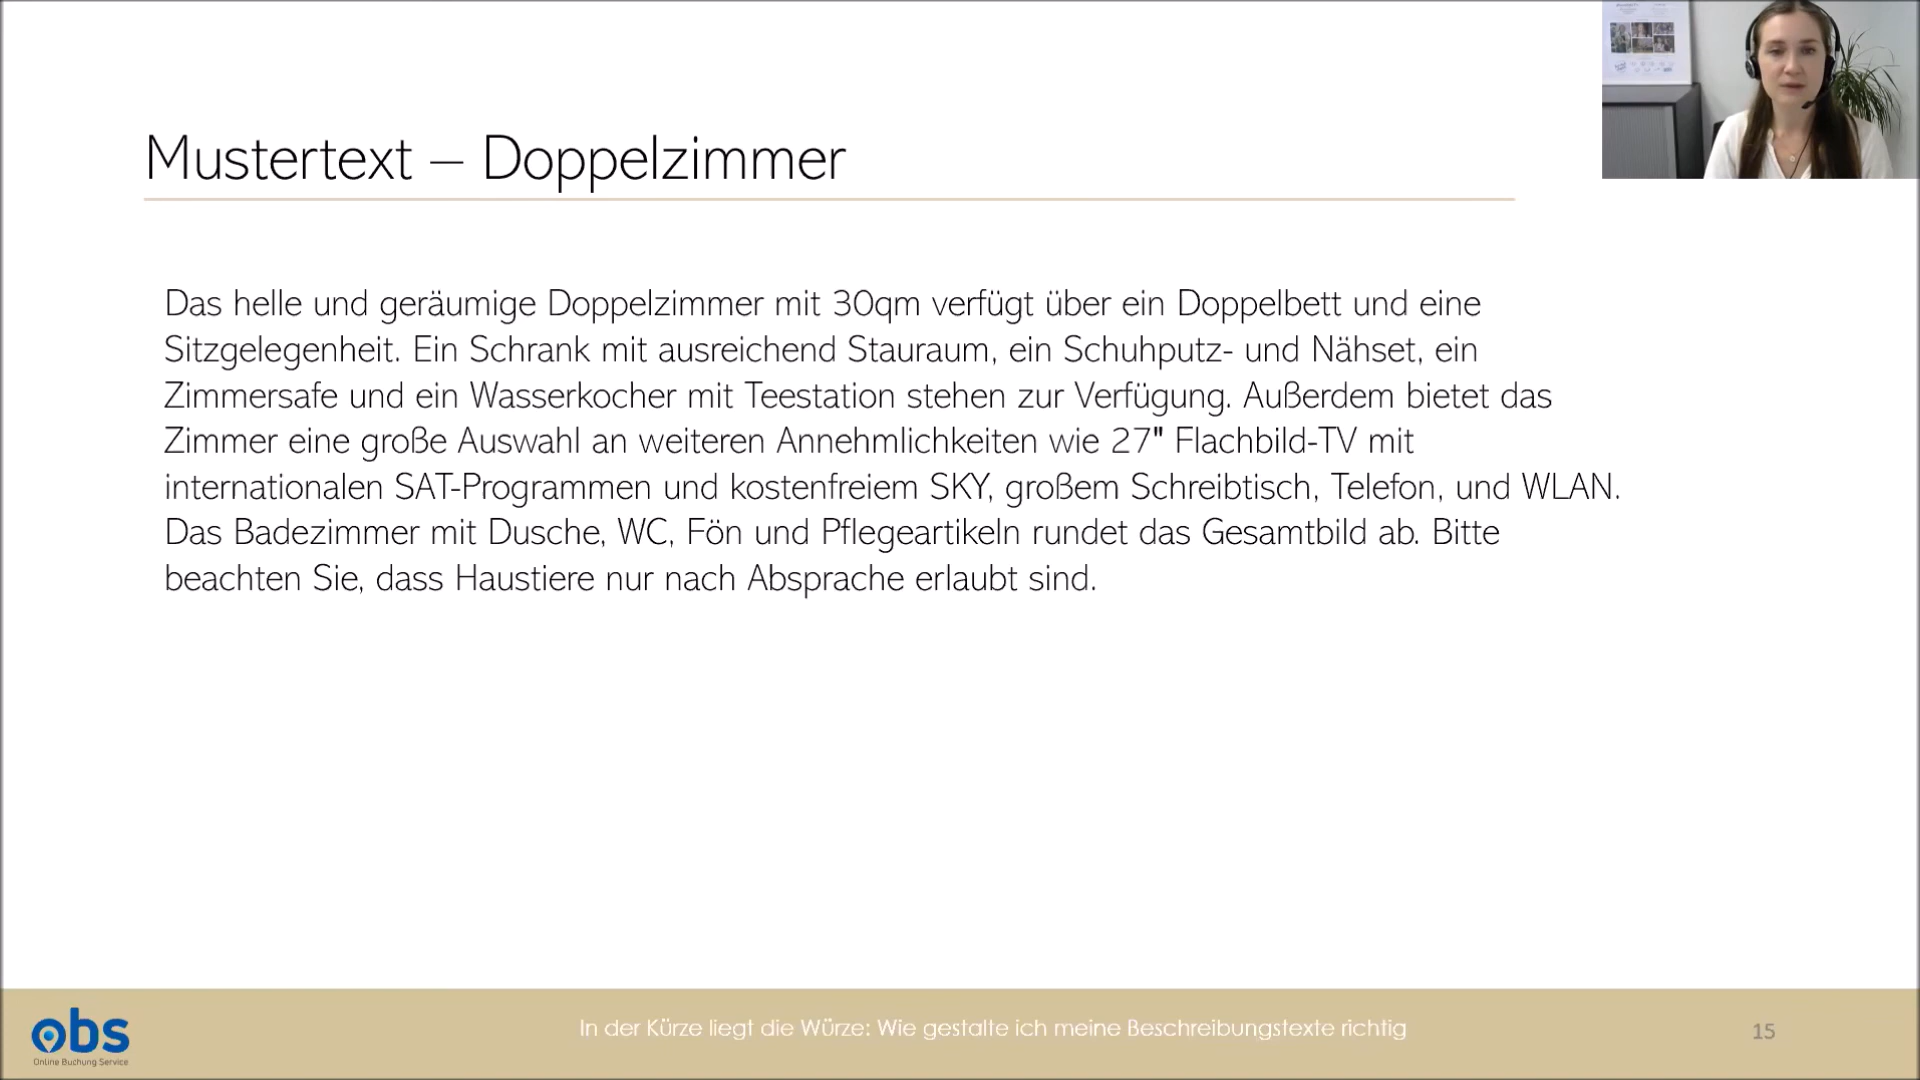 Mustertext – Doppelzimmer
Das helle und geräumige Doppelzimmer mit 30qm verfügt über ein Doppelbett und eine
Sitzgelegenheit. Ein Schrank mit ausreichend Stauraum, ein Schuhputz- und Nähset, ein
Zimmersafe und ein Wasserkocher mit Teestation stehen zur Verfügung. Außerdem bietet das
Zimmer eine große Auswahl an weiteren Annehmlichkeiten wie 27" Flachbild-TV mit
internationalen SAT-Programmen und kostenfreiem SKY, großem Schreibtisch, Telefon, und WLAN.
Das Badezimmer mit Dusche, WC, Fön und Pflegeartikeln rundet das Gesamtbild ab. Bitte
beachten Sie, dass Haustiere nur nach Absprache erlaubt sind.
obs
Online Buchung Service
In der Kürze liegt die Würze: Wie gestalte ich meine Beschreibungstexte richtig
15